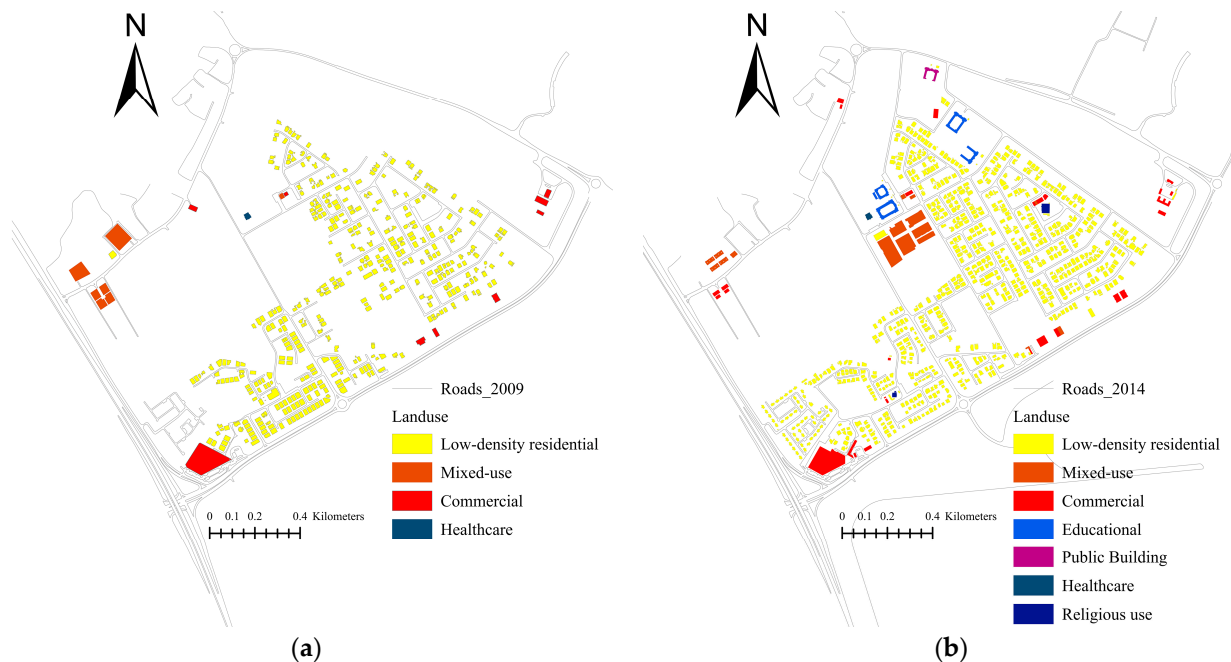 N
Roads_2009
Landuse
Low-density residential
Mixed-use
Commercial
Healthcare
0 0.1 0.2 0.4 Kilometers
(a)
N
Roads_2014
Landuse
Low-density residential
Mixed-use
Commercial
Educational
Public Building
Healthcare
Religious use
0 0.1 0.2 0.4 Kilometers
(b)